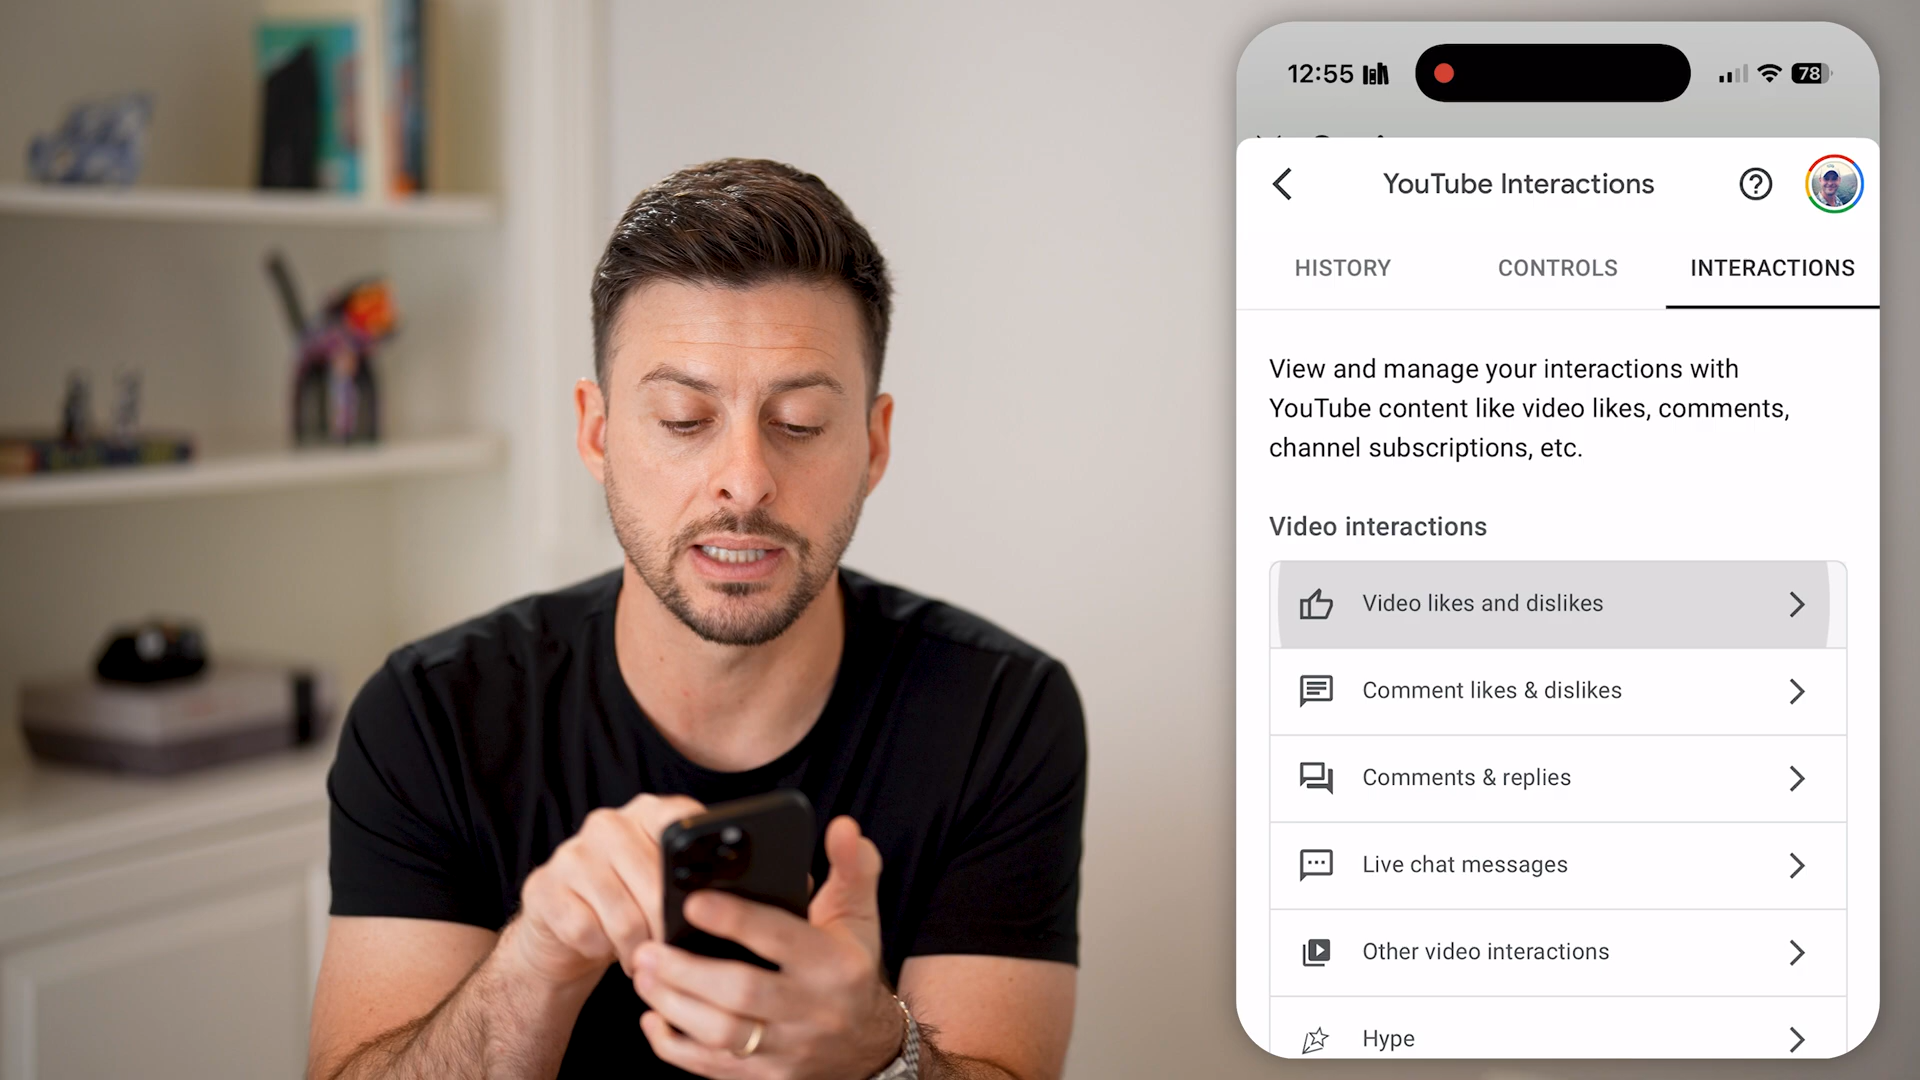 12:55
78
YouTube Interactions
HISTORY
CONTROLS
INTERACTIONS
View and manage your interactions with
YouTube content like video likes, comments,
channel subscriptions, etc.
Video interactions
Video likes and dislikes
Comment likes & dislikes
Comments & replies
Live chat messages
Other video interactions
Hype